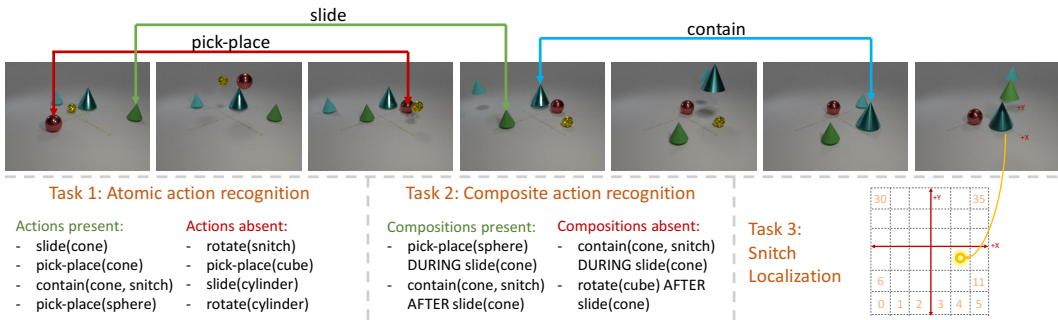 slide
pick-place
contain
+Y
+X
Task 1: Atomic action recognition
Actions present:
- slide(cone)
- pick-place(cone)
- contain(cone, snitch)
- pick-place(sphere)
Actions absent:
- rotate(snitch)
- pick-place(cube)
- slide(cylinder)
- rotate(cylinder)
Task 2: Composite action recognition
Compositions present:
- pick-place(sphere)
DURING slide(cone)
- contain(cone, snitch)
AFTER slide(cone)
Compositions absent:
- contain(cone, snitch)
DURING slide(cone)
- rotate(cube) AFTER
slide(cone)
Task 3:
Snitch
Localization
30 35
+Y
+X
6 11
0 1 2 3 4 5